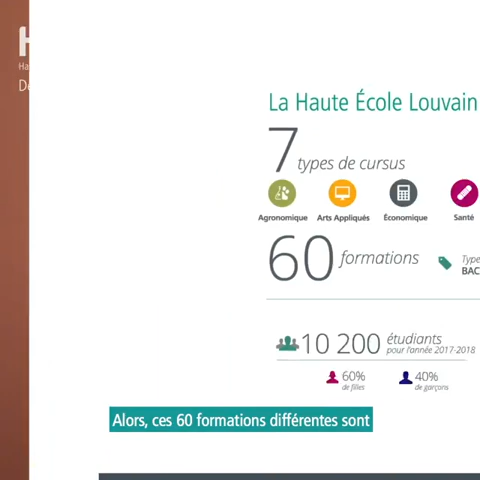 La Haute École Louvain
7 types de cursus
Agronomique Arts Appliqués Économique Santé
60 formations
10 200 étudiants
pour l'année 2017-2018
60% 40%
de filles de garçons
Alors, ces 60 formations différentes sont